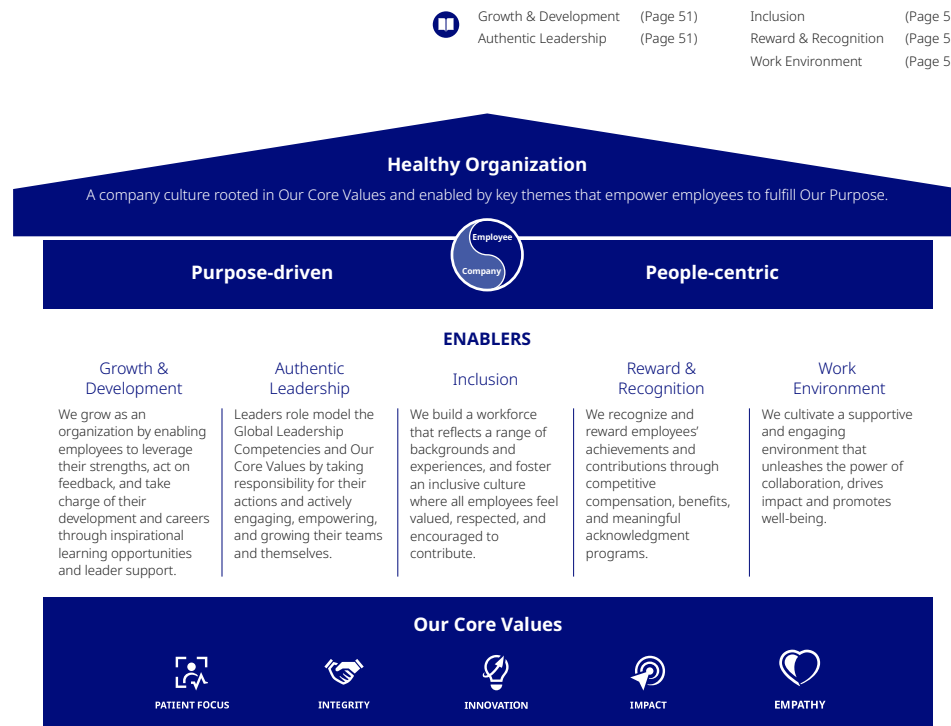 Growth & Development (Page 51)
Authentic Leadership (Page 51)
Inclusion (Page 5
Reward & Recognition (Page 5
Work Environment (Page 5
Healthy Organization
A company culture rooted in Our Core Values and enabled by key themes that empower employees to fulfill Our Purpose.
Employee
Company
Purpose-driven
People-centric
ENABLERS
Growth &
Development
We grow as an
organization by enabling
employees to leverage
their strengths, act on
feedback, and take
charge of their
development and careers
through inspirational
learning opportunities
and leader support.
Authentic
Leadership
Leaders role model the
Global Leadership
Competencies and Our
Core Values by taking
responsibility for their
actions and actively
engaging, empowering,
and growing their teams
and themselves.
Inclusion
We build a workforce
that reflects a range of
backgrounds and
experiences, and foster
an inclusive culture
where all employees feel
valued, respected, and
encouraged to
contribute.
Reward &
Recognition
We recognize and
reward employees’
achievements and
contributions through
competitive
compensation, benefits,
and meaningful
acknowledgment
programs.
Work
Environment
We cultivate a supportive
and engaging
environment that
unleashes the power of
collaboration, drives
impact and promotes
well-being.
Our Core Values
PATIENT FOCUS
INTEGRITY
INNOVATION
IMPACT
EMPATHY